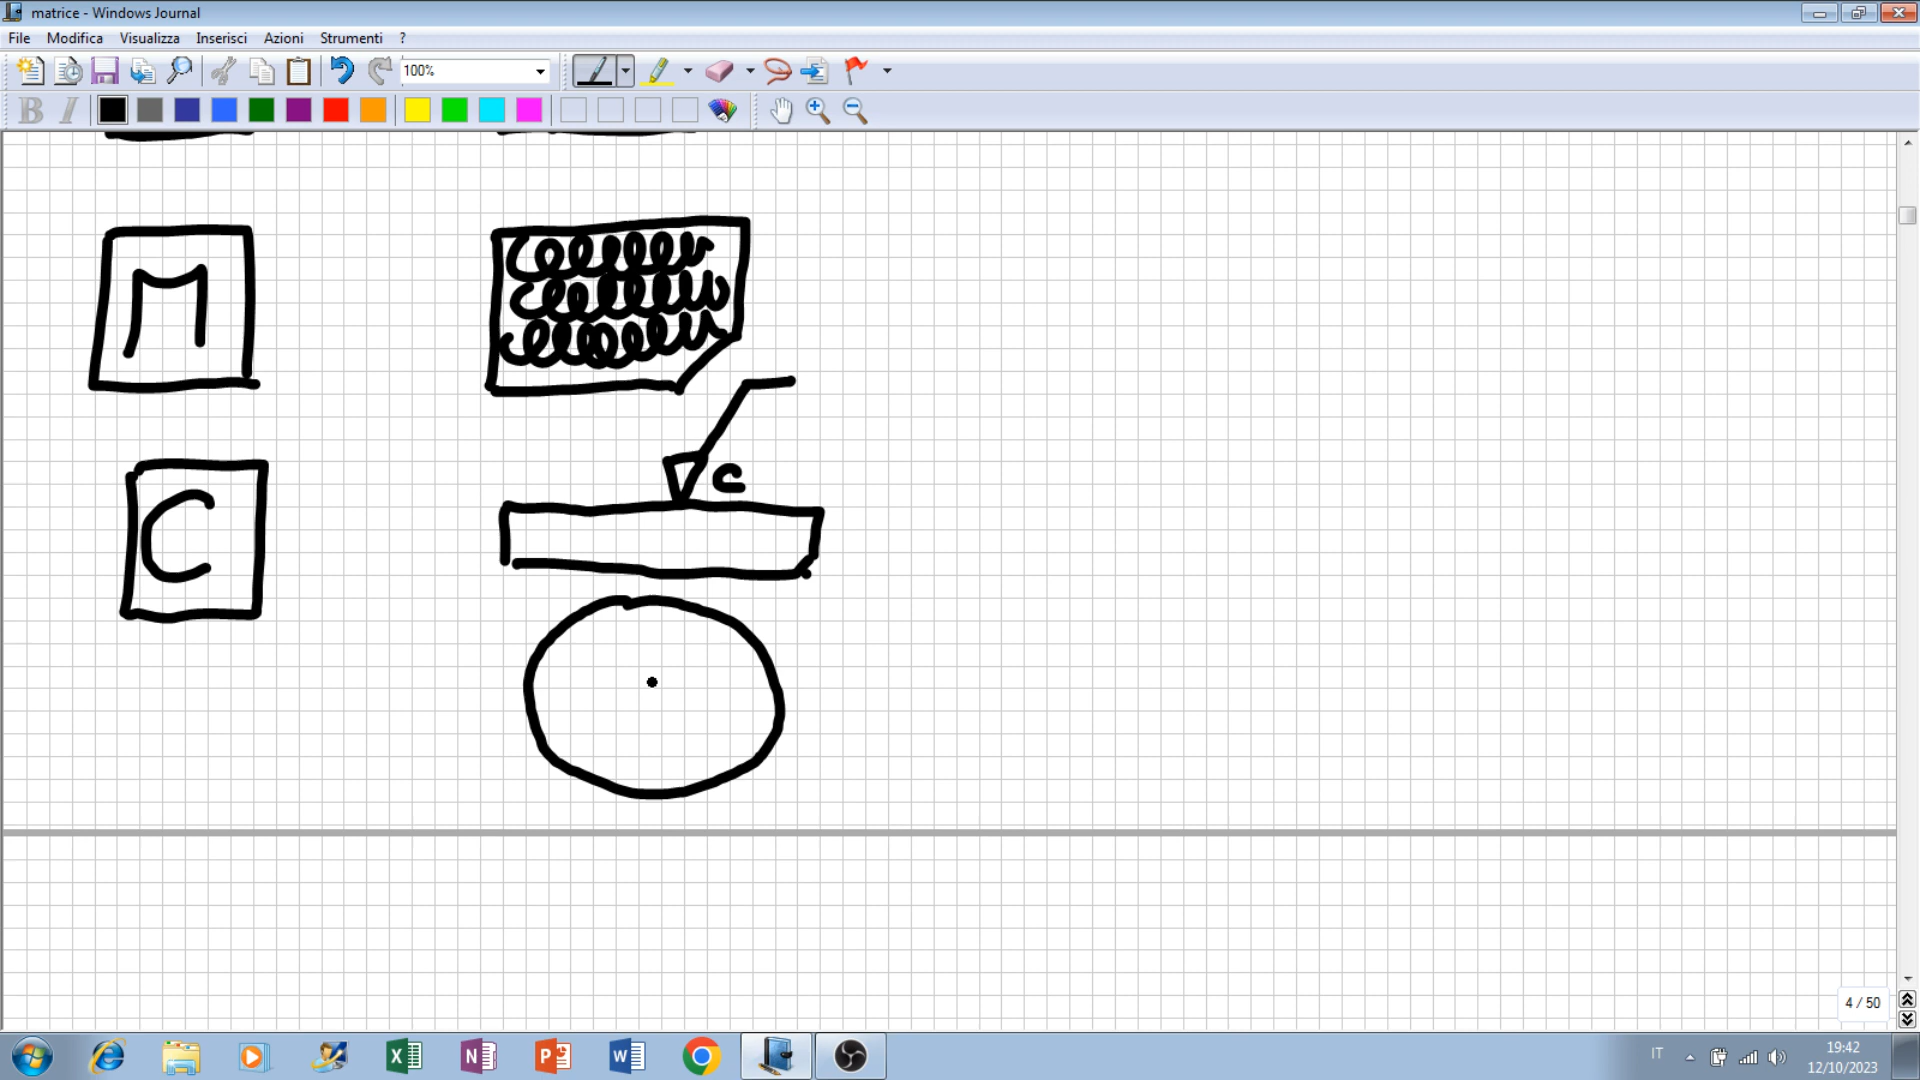 matrice - Windows Journal
File Modifica Visualizza Inserisci Azioni Strumenti ?
100%
B I
M
C
C
4 / 50
IT
19:42
12/10/2023